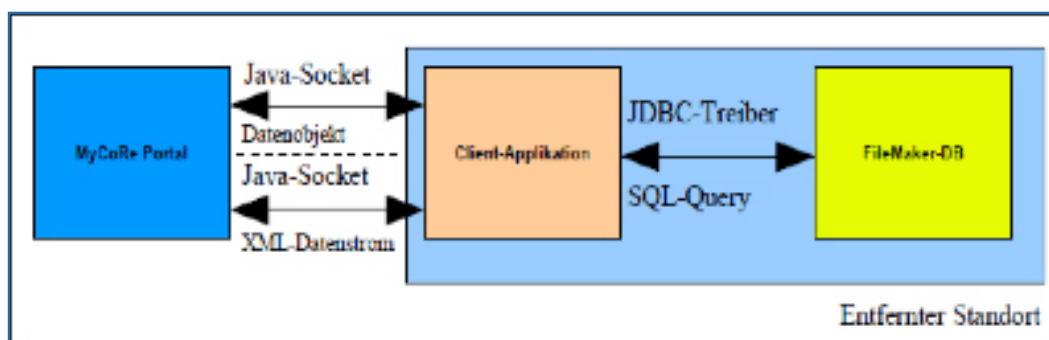 Java-Socket
Datenobjekt
MyCoRe Portal
Java-Socket
XML-Datenstrom
Client-Applikation
JDBC-Treiber
SQL-Query
FileMaker-DB
Entfernter Standort